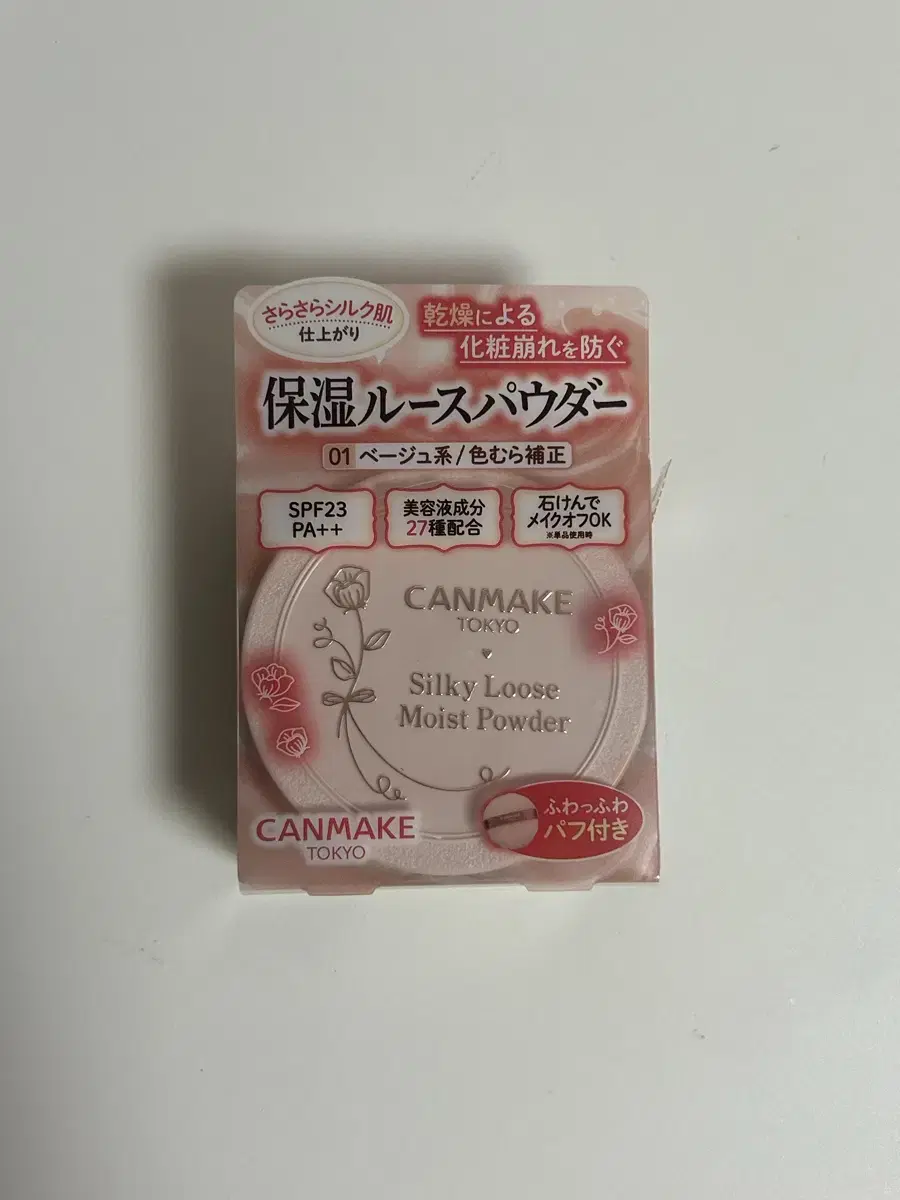 さらさらシルク肌
仕上がり
乾燥による
化粧崩れを防ぐ
保湿ルースパウダー
01 ベージュ系/色むら補正
SPF23
PA++
美容液成分
27種配合
石けんで
メイクオフOK
※単品使用時
CANMAKE
TOKYO
Silky Loose
Moist Powder
ふわっふわ
パフ付き
CANMAKE
TOKYO